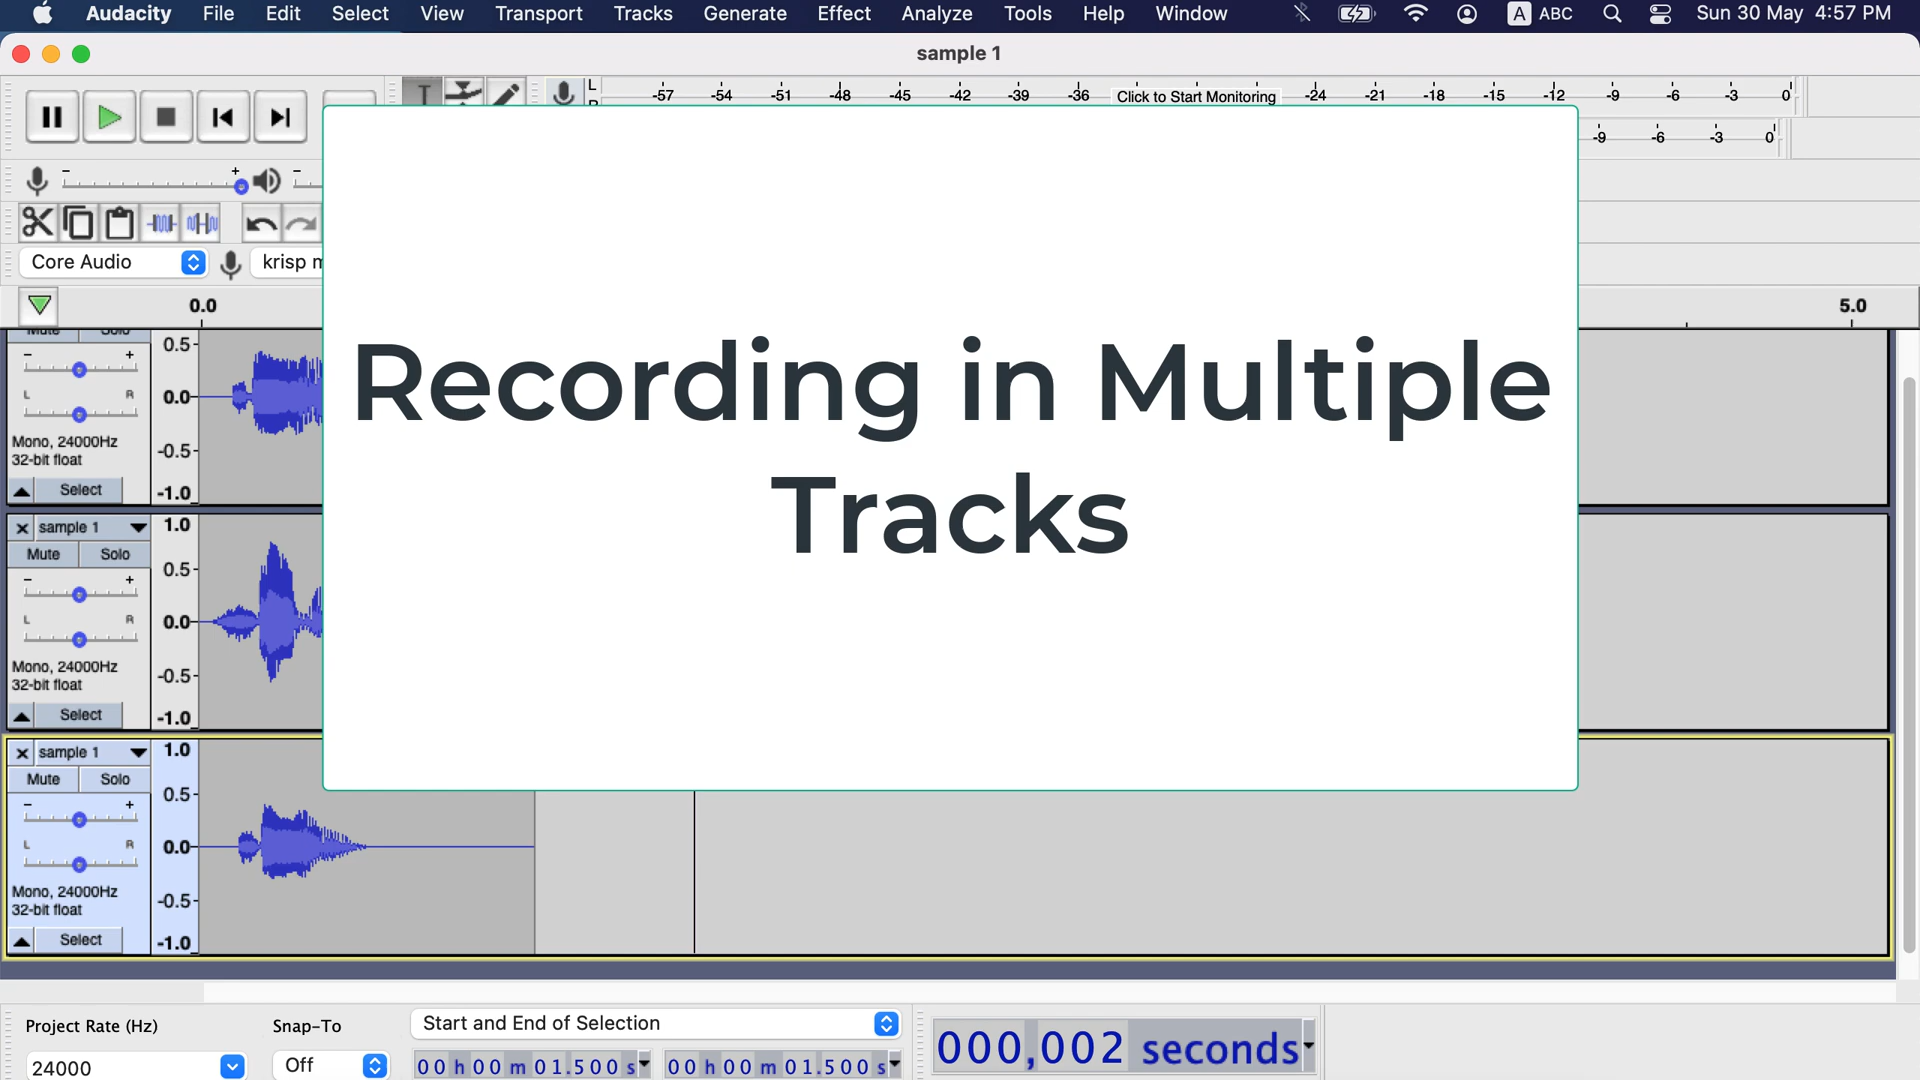 Audacity File Edit Select View Transport Tracks Generate Effect Analyze Tools Help Window A ABC Sun 30 May 4:57 PM
sample 1
L -57 -54 -51 -48 -45 -42 -39 -36 Click to Start Monitoring -24 -21 -18 -15 -12 -9 -6 -3 0
-9 -6 -3 0
- + -
Core Audio krisp
0.0 5.0
Recording in Multiple
Tracks
Mute Solo
0.5
- +
L R 0.0
Mono, 24000Hz
32-bit float -0.5
Select -1.0
x sample 1 1.0
Mute Solo
0.5
- +
L R 0.0
Mono, 24000Hz
32-bit float -0.5
Select -1.0
x sample 1 1.0
Mute Solo
0.5
- +
L R 0.0
Mono, 24000Hz
32-bit float -0.5
Select -1.0
Project Rate (Hz) Snap-To Start and End of Selection
24000 Off 00 h 00 m 01.500 s 00 h 00 m 01.500 s 000,002 seconds